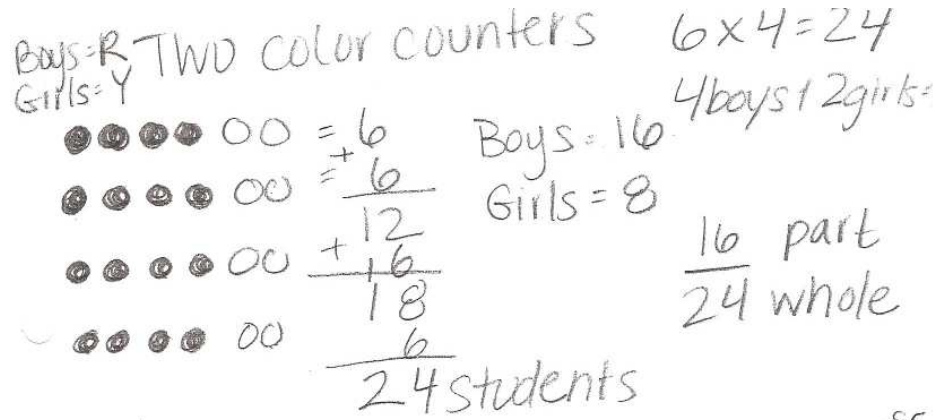 Boys=R
Girls=Y
Two color counters
6x4=24
4boys+2girls=
=6
+
= 6
12
+ 6
18
6
24 students
Boys=16
Girls=8
16 part
24 whole